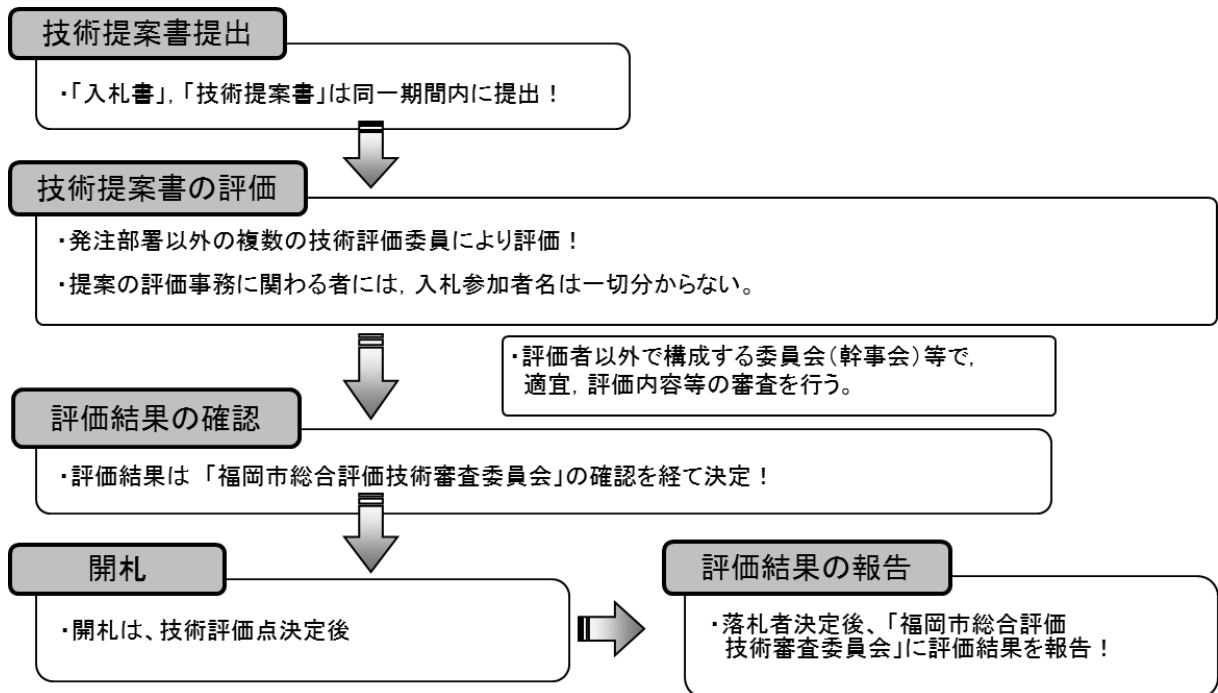 技術提案書提出
・「入札書」, 「技術提案書」は同一期間内に提出！
技術提案書の評価
・発注部署以外の複数の技術評価委員により評価！
・提案の評価事務に関わる者には, 入札参加者名は一切分からない。
・評価者以外で構成する委員会（幹事会）等で,
適宜, 評価内容等の審査を行う。
評価結果の確認
・評価結果は 「福岡市総合評価技術審査委員会」の確認を経て決定！
開札
・開札は、技術評価点決定後
評価結果の報告
・落札者決定後、「福岡市総合評価
技術審査委員会」に評価結果を報告！